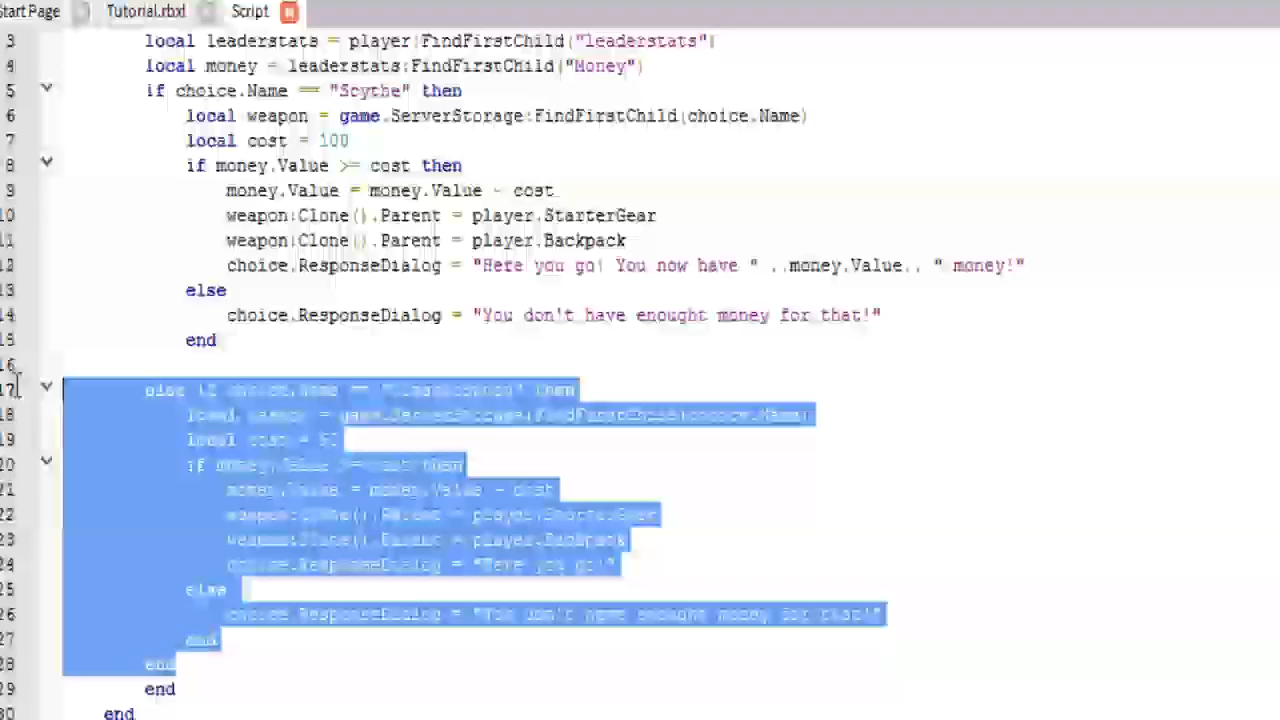 Start Page Tutorial.rbxl Script
3 local leaderstats = player:FindFirstChild("leaderstats")
4 local money = leaderstats:FindFirstChild("Money")
5 if choice.Name == "Scythe" then
6 local weapon = game.ServerStorage:FindFirstChild(choice.Name)
7 local cost = 100
8 if money.Value >= cost then
9 money.Value = money.Value - cost
10 weapon:Clone().Parent = player.StarterGear
11 weapon:Clone().Parent = player.Backpack
12 choice.ResponseDialog = "Here you go! You now have " ..money.Value.. " money!"
13 else
14 choice.ResponseDialog = "You don't have enought money for that!"
15 end
16
17 else if choice.Name == then
18 local weapon = game.ServerStorage:FindFirstChild(choice.Name)
19 local cost = 50
20 if money.Value >= cost then
21 money.Value = money.Value - cost
22 weapon:Clone().Parent = player.StarterGear
23 weapon:Clone().Parent = player.Backpack
24 choice.ResponseDialog = "Here you go!"
25 else
26 choice.ResponseDialog = "You don't have enought money for that!"
27 end
28 end
29 end
30 end